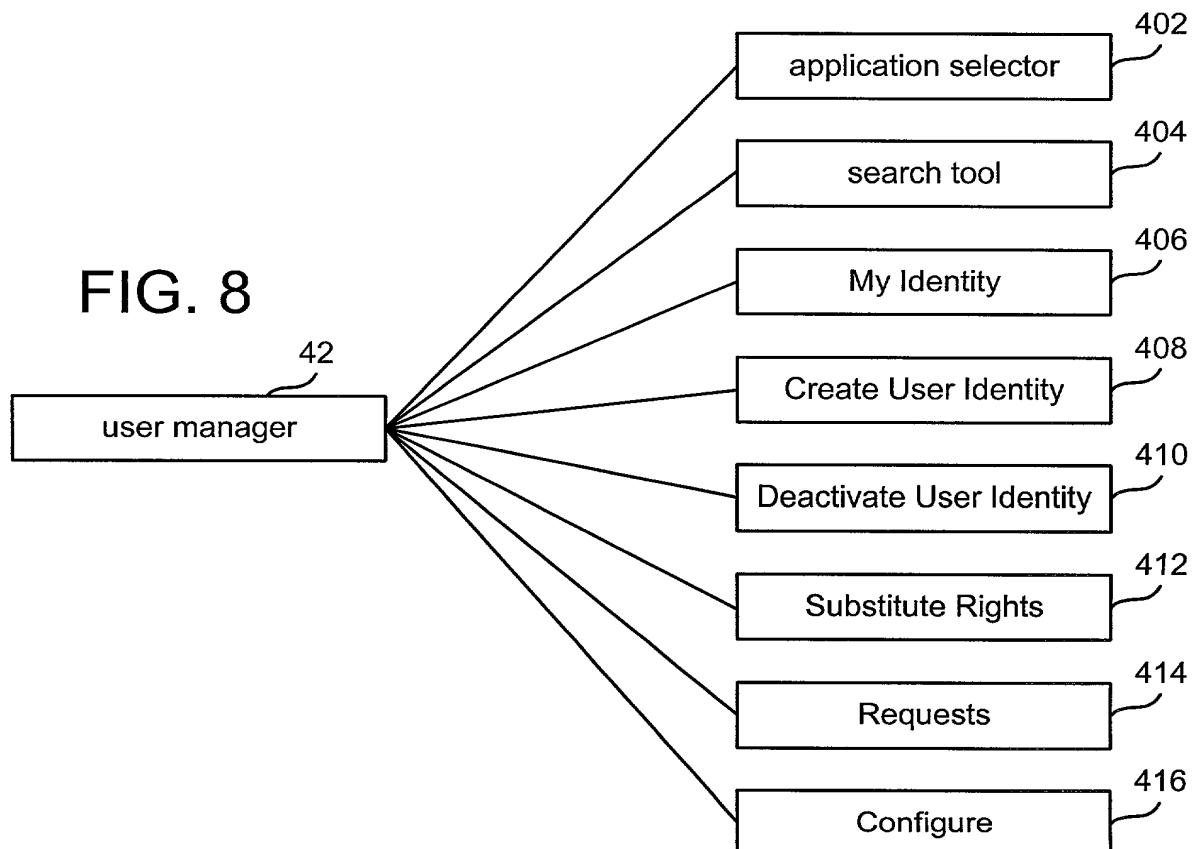 402
application selector
404
search tool
406
My Identity
FIG. 8
42
408
user manager
Create User Identity
410
Deactivate User Identity
412
Substitute Rights
414
Requests
416
Configure